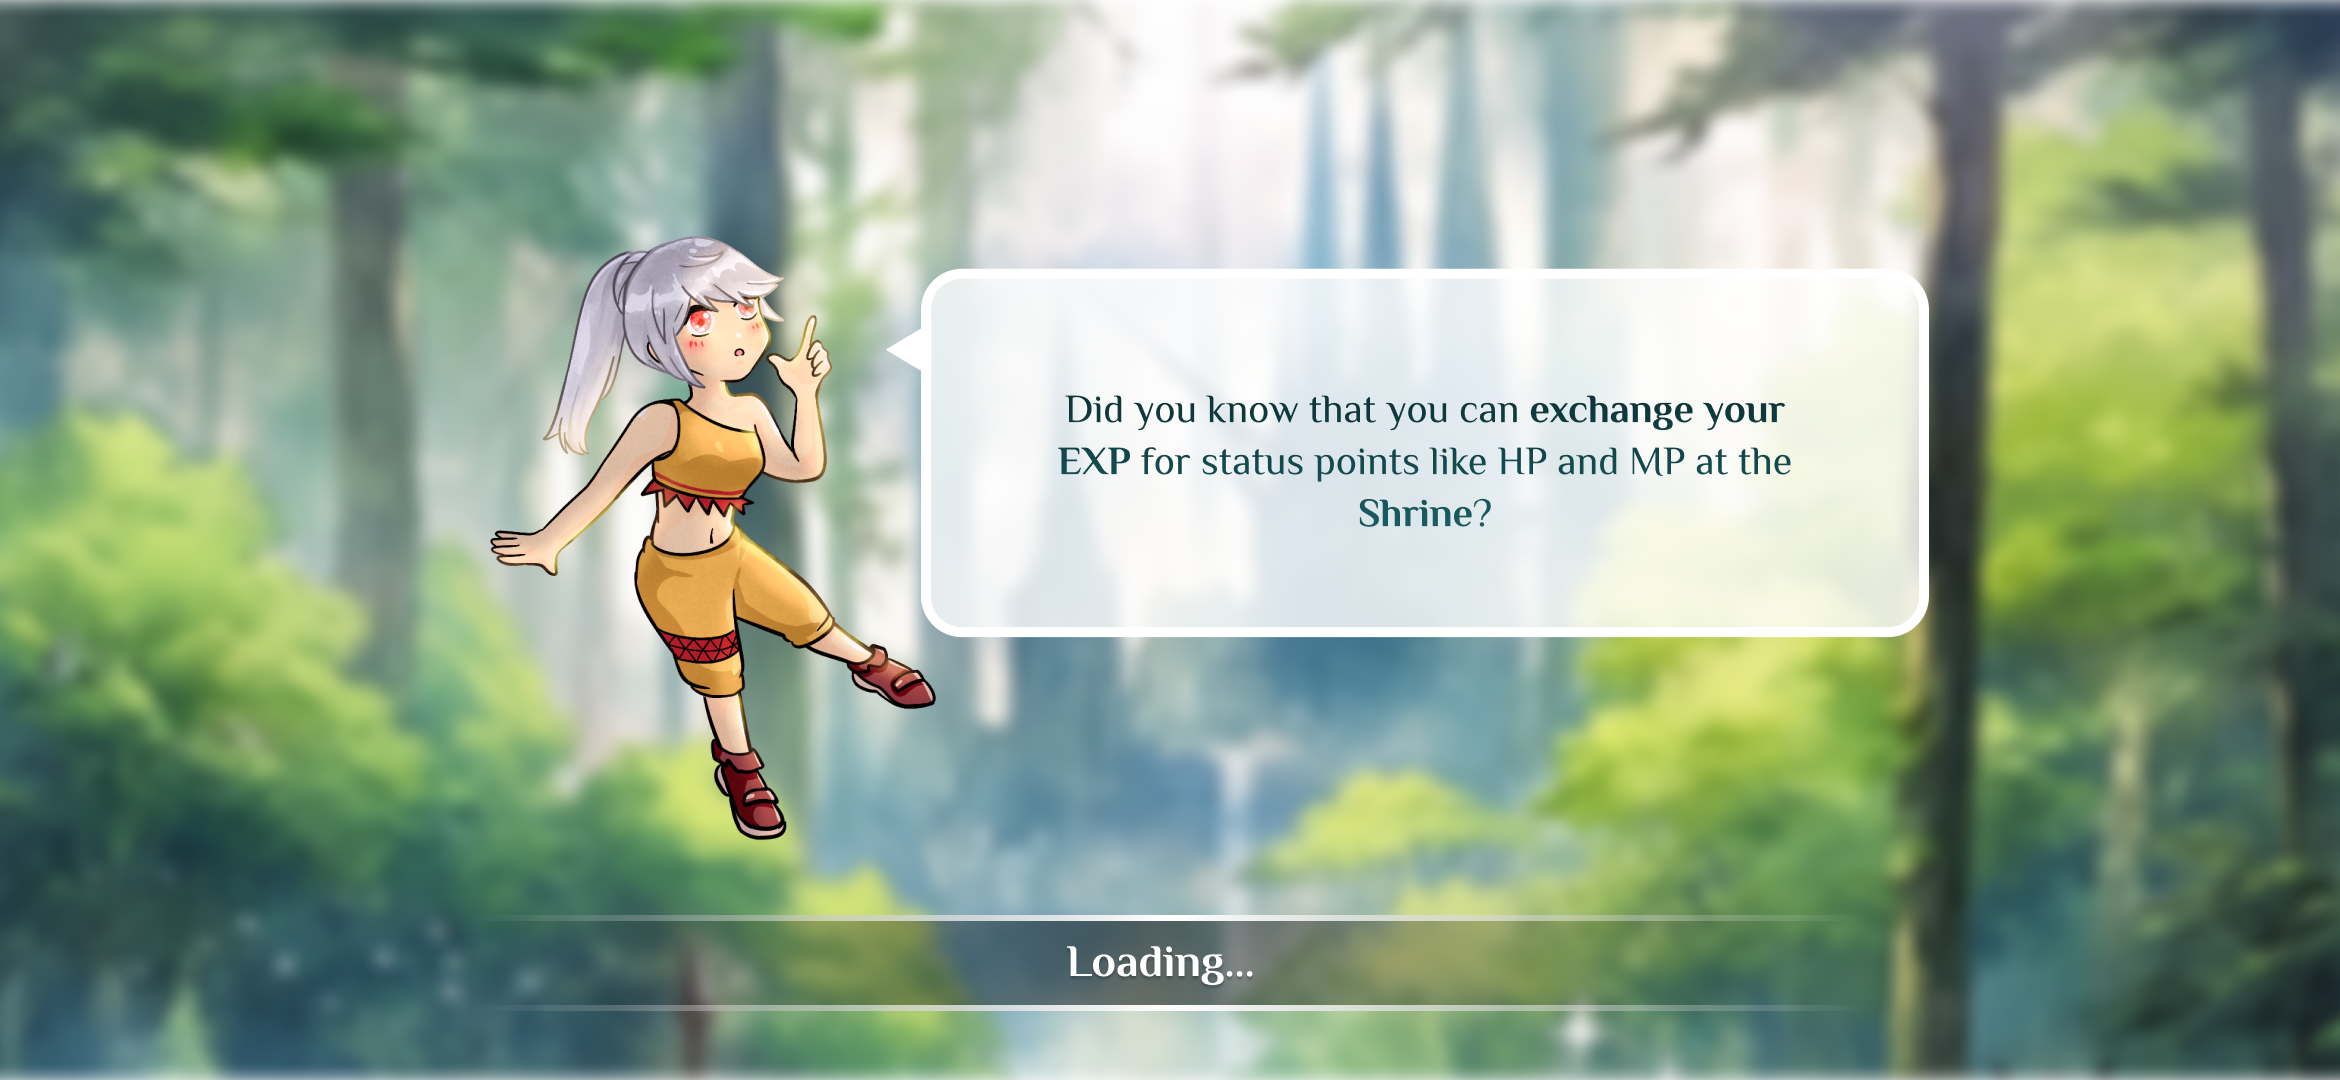 Did you know that you can exchange your
EXP for status points like HP and MP at the
Shrine?
Loading...